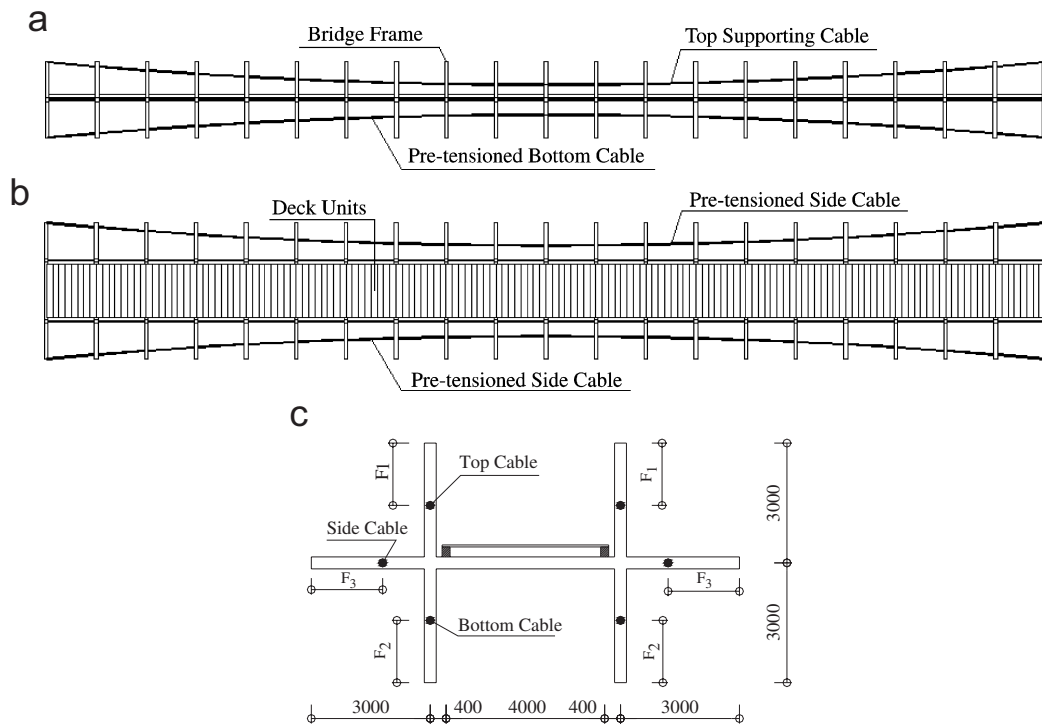 a
Bridge Frame
Top Supporting Cable
Pre-tensioned Bottom Cable
b
Deck Units
Pre-tensioned Side Cable
Pre-tensioned Side Cable
c
F1
Top Cable
F1
3000
Side Cable
F3
F3
F2
Bottom Cable
F2
3000
3000 400 4000 400 3000